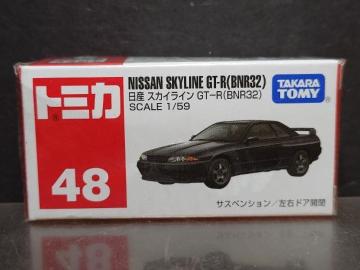 トミカ
48
NISSAN SKYLINE GT-R(BNR32)
日産 スカイライン GT-R(BNR32)
SCALE 1/59
TAKARA
TOMY
サスペンション/左右ドア開閉